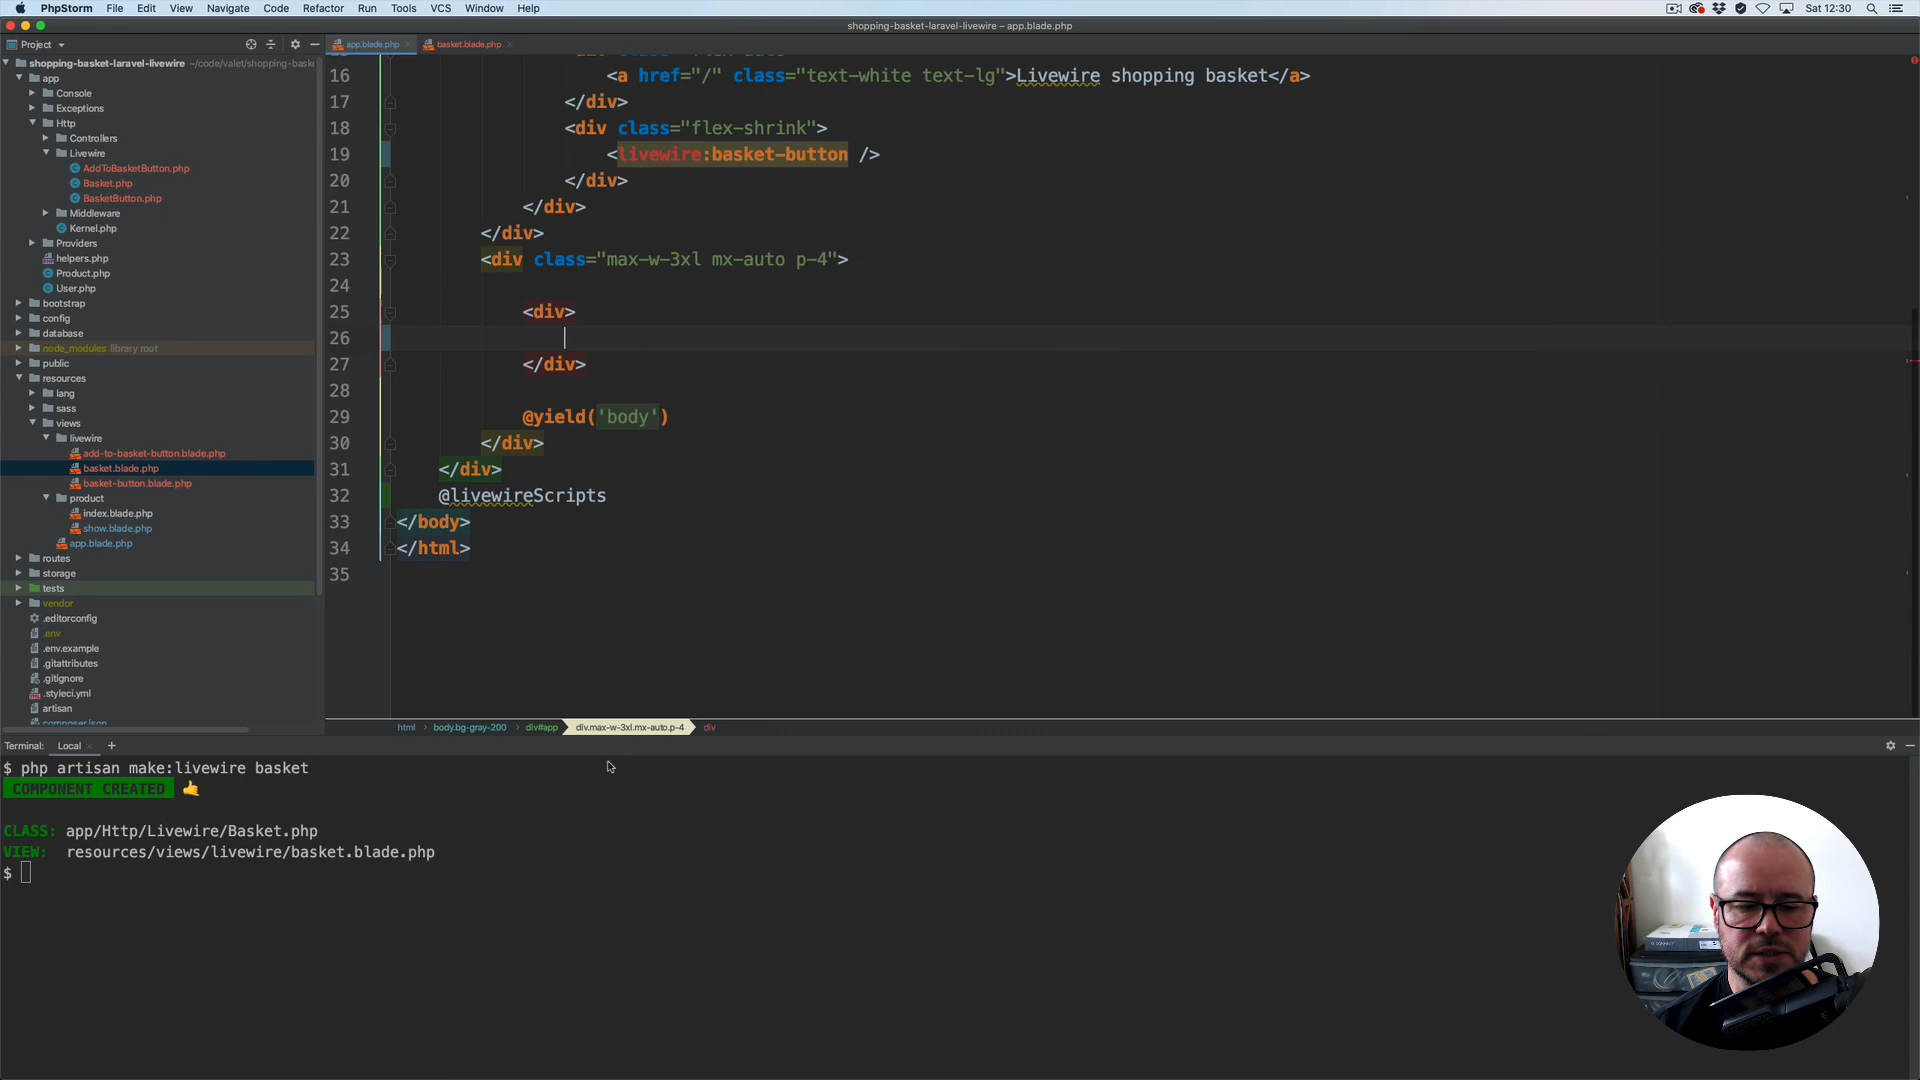 PhpStorm File Edit View Navigate Code Refactor Run Tools VCS Window Help Sat 12:30
shopping-basket-laravel-livewire – app.blade.php
Project
app.blade.php
basket.blade.php
shopping-basket-laravel-livewire ~/code/valet/shopping-bask
app
Console
Exceptions
Http
Controllers
Livewire
AddToBasketButton.php
Basket.php
BasketButton.php
Middleware
Kernel.php
Providers
helpers.php
Product.php
User.php
bootstrap
config
database
node_modules library root
public
resources
lang
sass
views
livewire
add-to-basket-button.blade.php
basket.blade.php
basket-button.blade.php
product
index.blade.php
show.blade.php
app.blade.php
routes
storage
tests
vendor
.editorconfig
.env
.env.example
.gitattributes
.gitignore
.styleci.yml
artisan
composer.json
16 <a href="/" class="text-white text-lg">Livewire shopping basket</a>
17 </div>
18 <div class="flex-shrink">
19 <livewire:basket-button />
20 </div>
21 </div>
22 </div>
23 <div class="max-w-3xl mx-auto p-4">
24
25 <div>
26
27 </div>
28
29 @yield('body')
30 </div>
31 </div>
32 @livewireScripts
33 </body>
34 </html>
35
html body.bg-gray-200 div#app div.max-w-3xl.mx-auto.p-4 div
Terminal: Local +
$ php artisan make:livewire basket
COMPONENT CREATED 🤙
CLASS: app/Http/Livewire/Basket.php
VIEW: resources/views/livewire/basket.blade.php
$